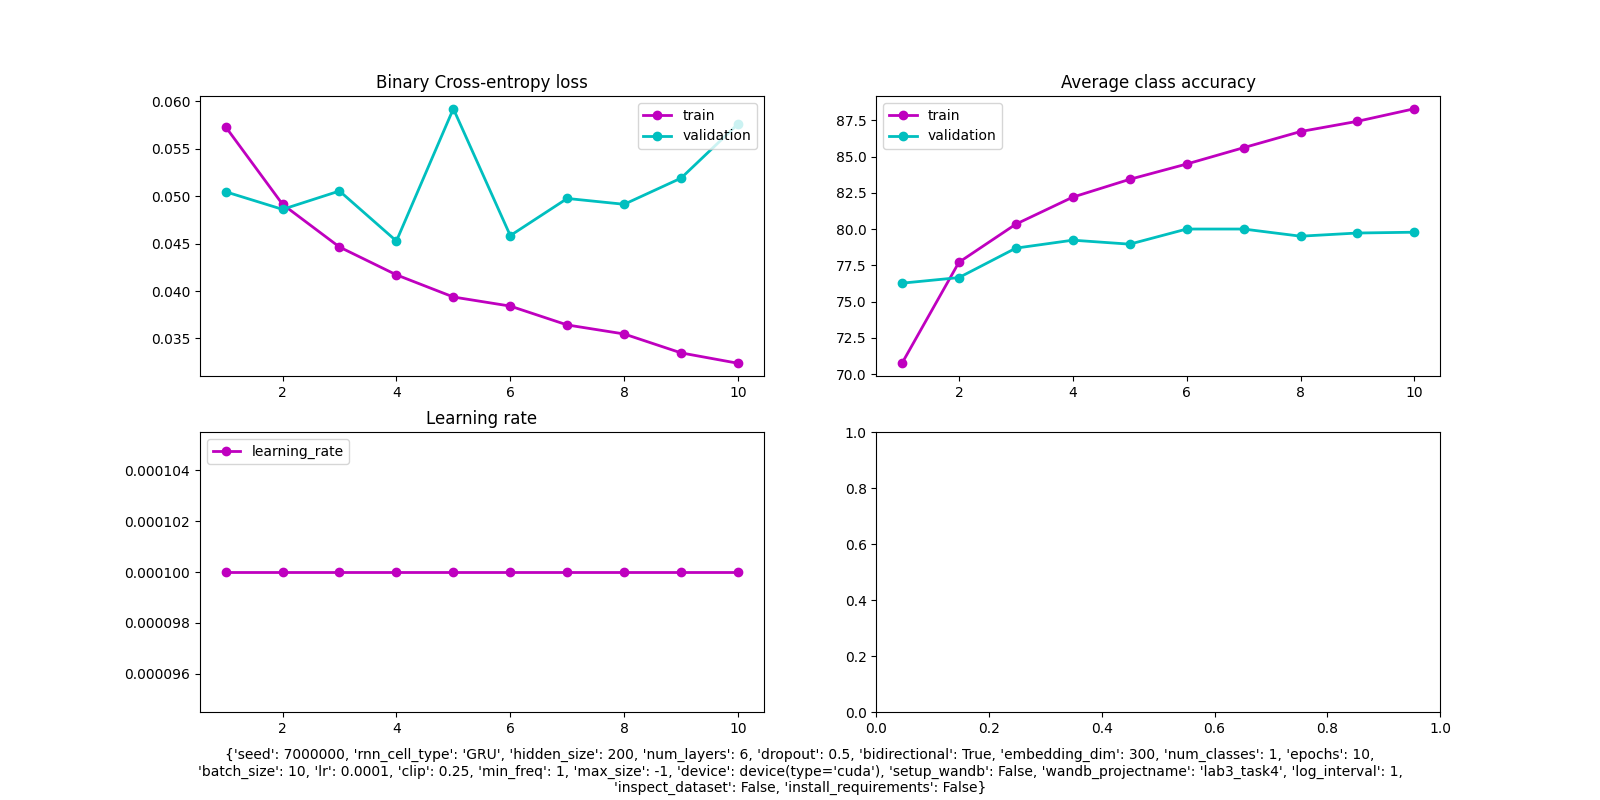 Binary Cross-entropy loss
0.060
0.055
0.050
0.045
0.040
0.035
2 4 6 8 10
train
validation
Average class accuracy
87.5
85.0
82.5
80.0
77.5
75.0
72.5
70.0
2 4 6 8 10
train
validation
Learning rate
0.000104
0.000102
0.000100
0.000098
0.000096
2 4 6 8 10
learning_rate
1.0
0.8
0.6
0.4
0.2
0.0
0.0 0.2 0.4 0.6 0.8 1.0
{'seed': 7000000, 'rnn_cell_type': 'GRU', 'hidden_size': 200, 'num_layers': 6, 'dropout': 0.5, 'bidirectional': True, 'embedding_dim': 300, 'num_classes': 1, 'epochs': 10,
'batch_size': 10, 'lr': 0.0001, 'clip': 0.25, 'min_freq': 1, 'max_size': -1, 'device': device(type='cuda'), 'setup_wandb': False, 'wandb_projectname': 'lab3_task4', 'log_interval': 1,
'inspect_dataset': False, 'install_requirements': False}